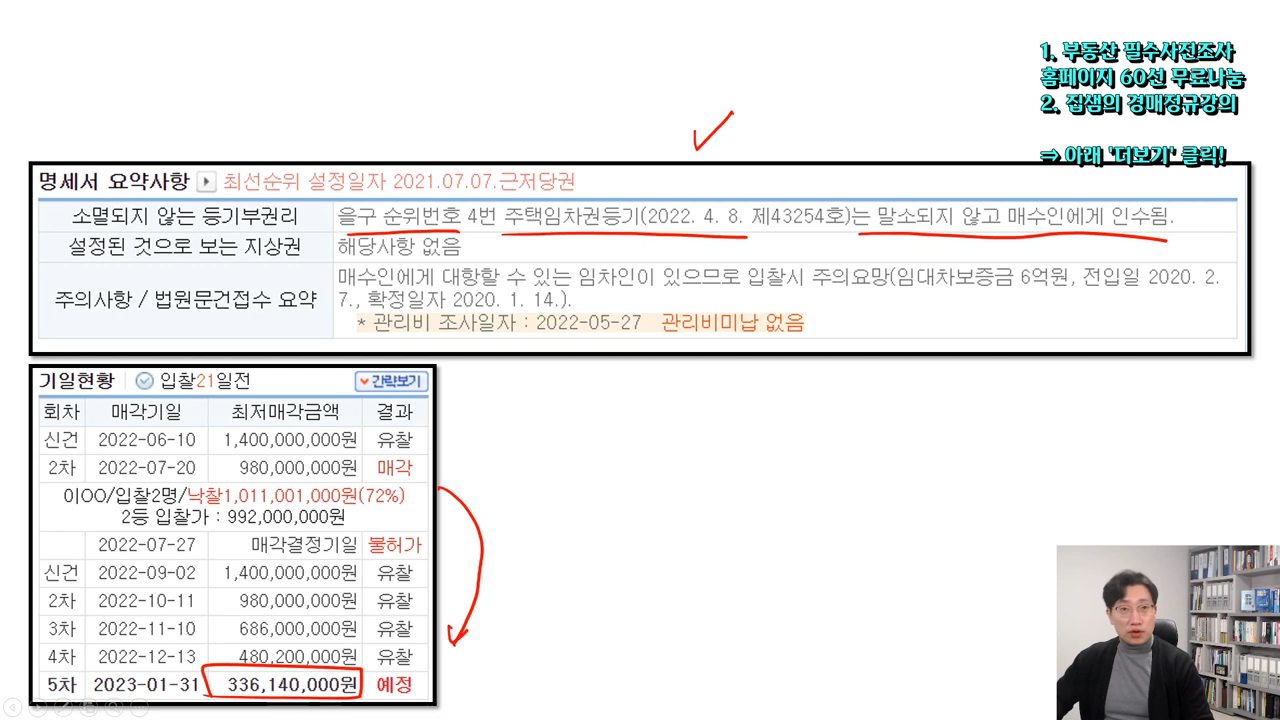 1. 부동산 필수사전조사
홈페이지 60선 무료나눔
2. 집샘의 경매정규강의
⇒ 아래 '더보기' 클릭!
명세서 요약사항 최선순위 설정일자 2021.07.07.근저당권
소멸되지 않는 등기부권리 을구 순위번호 4번 주택임차권등기(2022. 4. 8. 제43254호)는 말소되지 않고 매수인에게 인수됨.
설정된 것으로 보는 지상권 해당사항 없음
주의사항 / 법원문건접수 요약 매수인에게 대항할 수 있는 임차인이 있으므로 입찰시 주의요망(임대차보증금 6억원, 전입일 2020. 2.
7., 확정일자 2020. 1. 14.).
* 관리비 조사일자 : 2022-05-27 관리비미납 없음
기일현황 입찰21일전 간략보기
회차 매각기일 최저매각금액 결과
신건 2022-06-10 1,400,000,000원 유찰
2차 2022-07-20 980,000,000원 매각
이OO/입찰2명/낙찰1,011,001,000원(72%)
2등 입찰가 : 992,000,000원
2022-07-27 매각결정기일 불허가
신건 2022-09-02 1,400,000,000원 유찰
2차 2022-10-11 980,000,000원 유찰
3차 2022-11-10 686,000,000원 유찰
4차 2022-12-13 480,200,000원 유찰
5차 2023-01-31 336,140,000원 예정